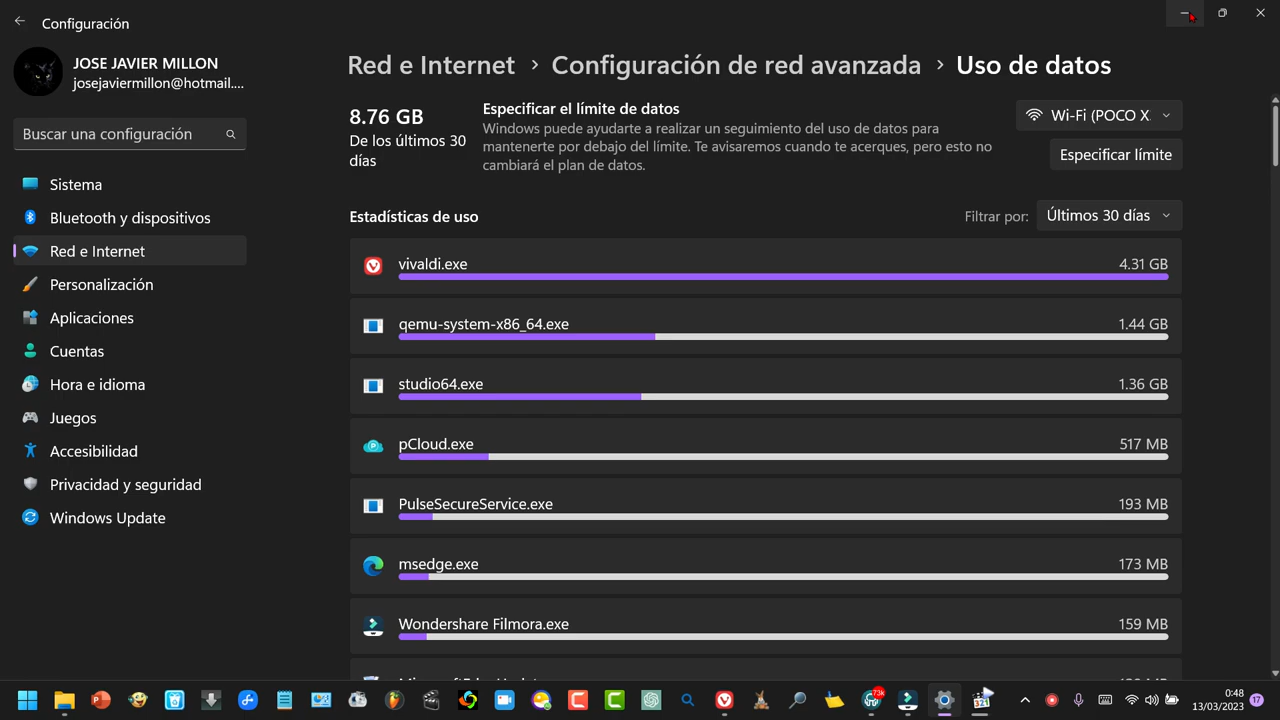 Configuración
JOSE JAVIER MILLON
josejaviermillon@hotmail....
Buscar una configuración
Sistema
Bluetooth y dispositivos
Red e Internet
Personalización
Aplicaciones
Cuentas
Hora e idioma
Juegos
Accesibilidad
Privacidad y seguridad
Windows Update
Red e Internet › Configuración de red avanzada › Uso de datos
8.76 GB
De los últimos 30
días
Especificar el límite de datos
Windows puede ayudarte a realizar un seguimiento del uso de datos para
mantenerte por debajo del límite. Te avisaremos cuando te acerques, pero esto no
cambiará el plan de datos.
Wi-Fi (POCO X
Especificar límite
Estadísticas de uso
Filtrar por: Últimos 30 días
vivaldi.exe 4.31 GB
qemu-system-x86_64.exe 1.44 GB
studio64.exe 1.36 GB
pCloud.exe 517 MB
PulseSecureService.exe 193 MB
msedge.exe 173 MB
Wondershare Filmora.exe 159 MB
73k
321
0:48
13/03/2023
17